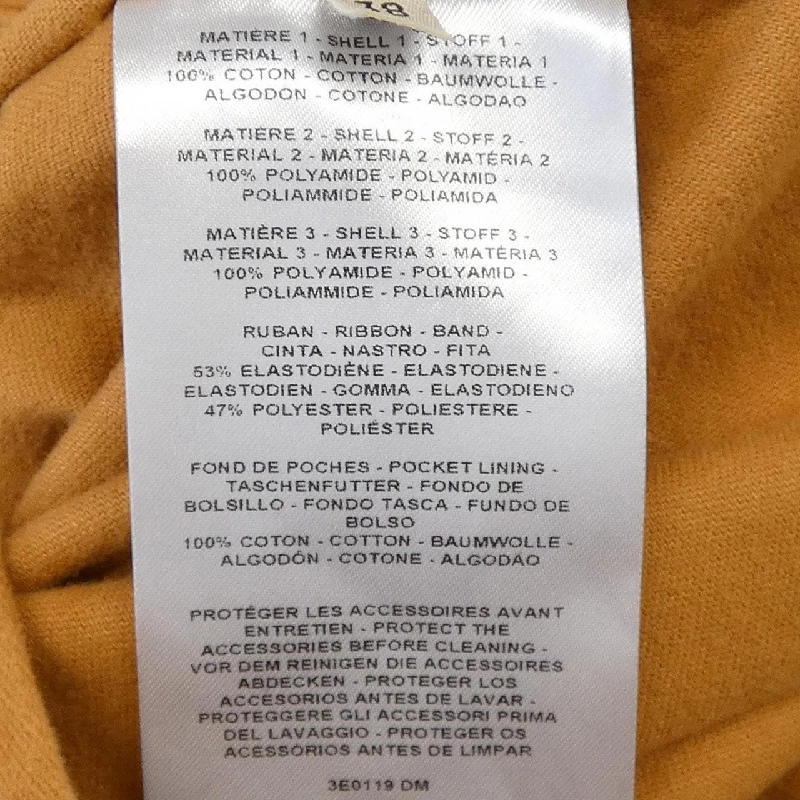 38
MATIÈRE 1 - SHELL 1 - STOFF 1 -
MATERIAL 1 - MATERIA 1 - MATERIA 1
100% COTON - COTTON - BAUMWOLLE -
ALGODON - COTONE - ALGODAO
MATIÈRE 2 - SHELL 2 - STOFF 2 -
MATERIAL 2 - MATERIA 2 - MATÉRIA 2
100% POLYAMIDE - POLYAMID -
POLIAMMIDE - POLIAMIDA
MATIÈRE 3 - SHELL 3 - STOFF 3 -
MATERIAL 3 - MATERIA 3 - MATÉRIA 3
100% POLYAMIDE - POLYAMID -
POLIAMMIDE - POLIAMIDA
RUBAN - RIBBON - BAND -
CINTA - NASTRO - FITA
53% ELASTODIÈNE - ELASTODIENE -
ELASTODIEN - GOMMA - ELASTODIENO
47% POLYESTER - POLIESTERE -
POLIÉSTER
FOND DE POCHES - POCKET LINING -
TASCHENFUTTER - FONDO DE
BOLSILLO - FONDO TASCA - FUNDO DE
BOLSO
100% COTON - COTTON - BAUMWOLLE -
ALGODÓN - COTONE - ALGODAO
PROTÉGER LES ACCESSOIRES AVANT
ENTRETIEN - PROTECT THE
ACCESSORIES BEFORE CLEANING -
VOR DEM REINIGEN DIE ACCESSOIRES
ABDECKEN - PROTEGER LOS
ACCESORIOS ANTES DE LAVAR -
PROTEGGERE GLI ACCESSORI PRIMA
DEL LAVAGGIO - PROTEGER OS
ACESSÓRIOS ANTES DE LIMPAR
3E0119 DM